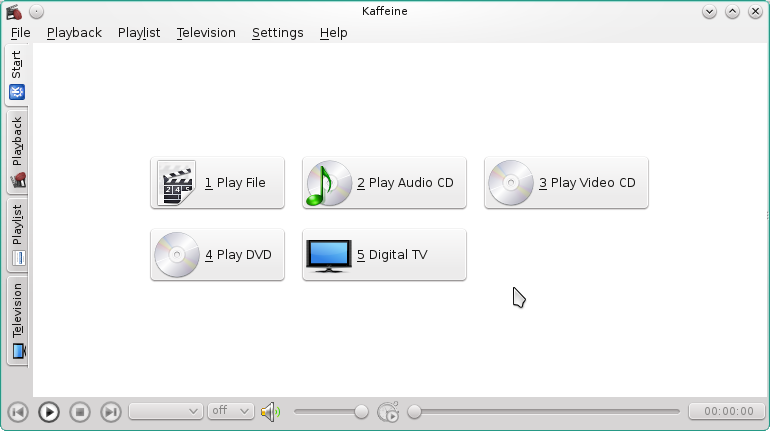 Kaffeine
File Playback Playlist Television Settings Help
Start
Playback
Playlist
Television
1 Play File
2 Play Audio CD
3 Play Video CD
4 Play DVD
5 Digital TV
off
00:00:00